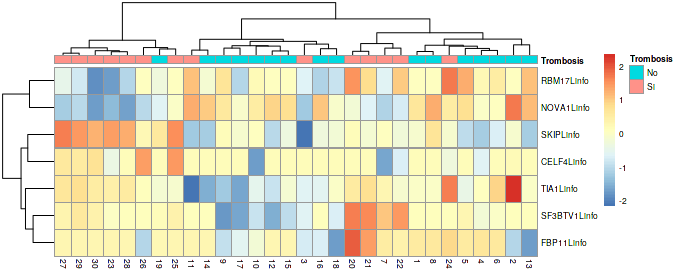 Trombosis
Trombosis
RBM17Linfo
NOVA1Linfo
SKIPLinfo
CELF4Linfo
TIA1Linfo
SF3BTV1Linfo
FBP11Linfo
2
1
0
-1
-2
No
SI
27 29 30 23 28 26 19 25 11 14 9 17 10 12 15 3 16 18 20 21 7 22 1 8 24 5 4 6 2 13